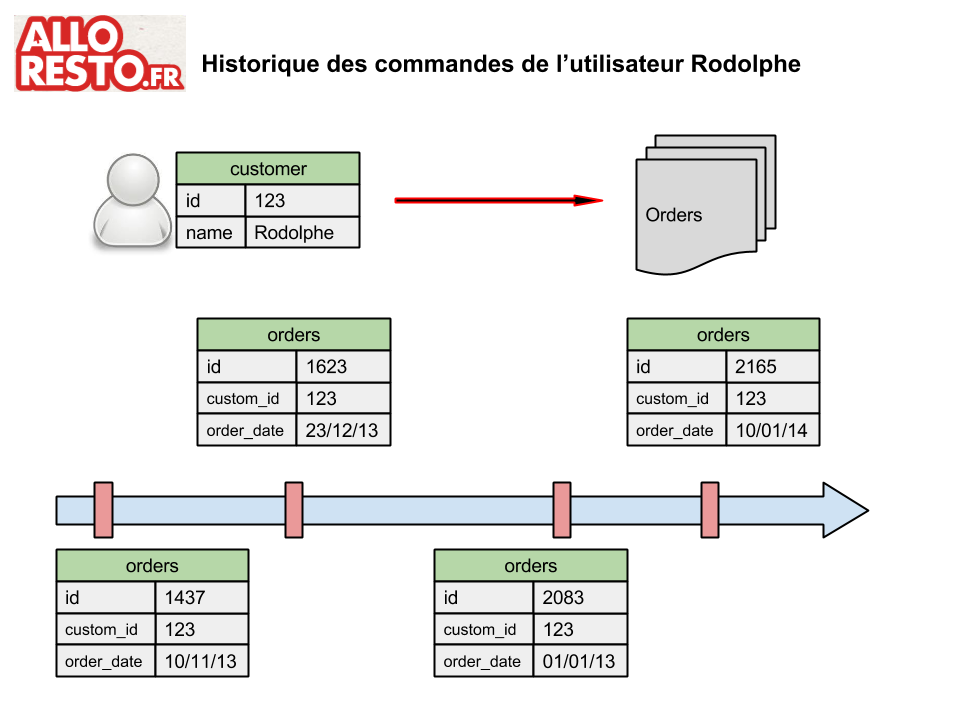 ALLO
RESTO.FR
Historique des commandes de l’utilisateur Rodolphe
customer
id 123
name Rodolphe
Orders
orders
id 1623
custom_id 123
order_date 23/12/13
orders
id 2165
custom_id 123
order_date 10/01/14
orders
id 1437
custom_id 123
order_date 10/11/13
orders
id 2083
custom_id 123
order_date 01/01/13